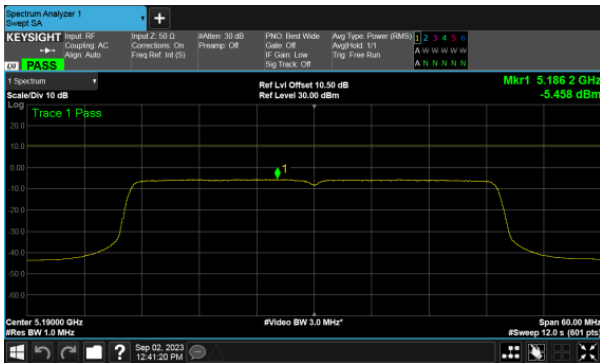 Spectrum Analyzer 1
Swept SA
+
KEYSIGHT Input: RF Input Z: 50 Ω #Atten: 30 dB PNO: Best Wide Avg Type: Power (RMS) 1 2 3 4 5 6
Coupling: AC Corrections: On Preamp: Off Gate: Off Avg|Hold: 1/1 A W W W W W
Align: Auto Freq Ref: Int (S) IF Gain: Low Trig: Free Run
Sig Track: Off A N N N N N
LXI PASS
1 Spectrum Ref Lvl Offset 10.50 dB Mkr1 5.186 2 GHz
Scale/Div 10 dB Ref Level 30.00 dBm -5.458 dBm
Log Trace 1 Pass
20.0
10.0
0.00
1
-10.0
-20.0
-30.0
-40.0
-50.0
-60.0
Center 5.19000 GHz #Video BW 3.0 MHz* Span 60.00 MHz
#Res BW 1.0 MHz #Sweep 12.0 s (601 pts)
? Sep 02, 2023
12:41:20 PM